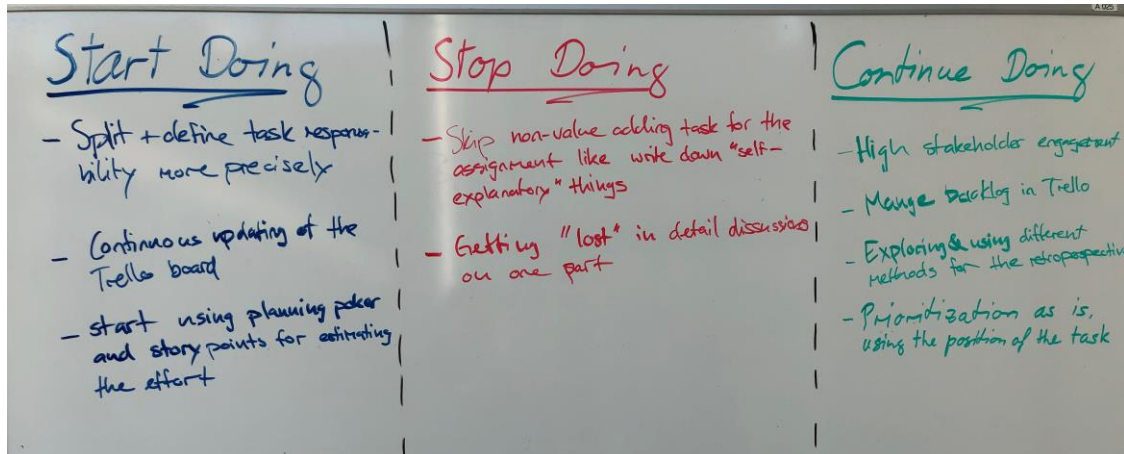 A 025
Start Doing
- Split + define task responsi-
bility more precisely
- Continuous updating of the
Trello board
- start using planning poker
and story points for estimating
the effort
Stop Doing
- Skip non-value adding task for the
assignment like write down "self-
explanatory" things
- Getting "lost" in detail discussions
on one part
Continue Doing
- High stakeholder engagement
- Mange backlog in Trello
- Exploring & using different
methods for the retrospective
- Prioritization as is,
using the position of the task